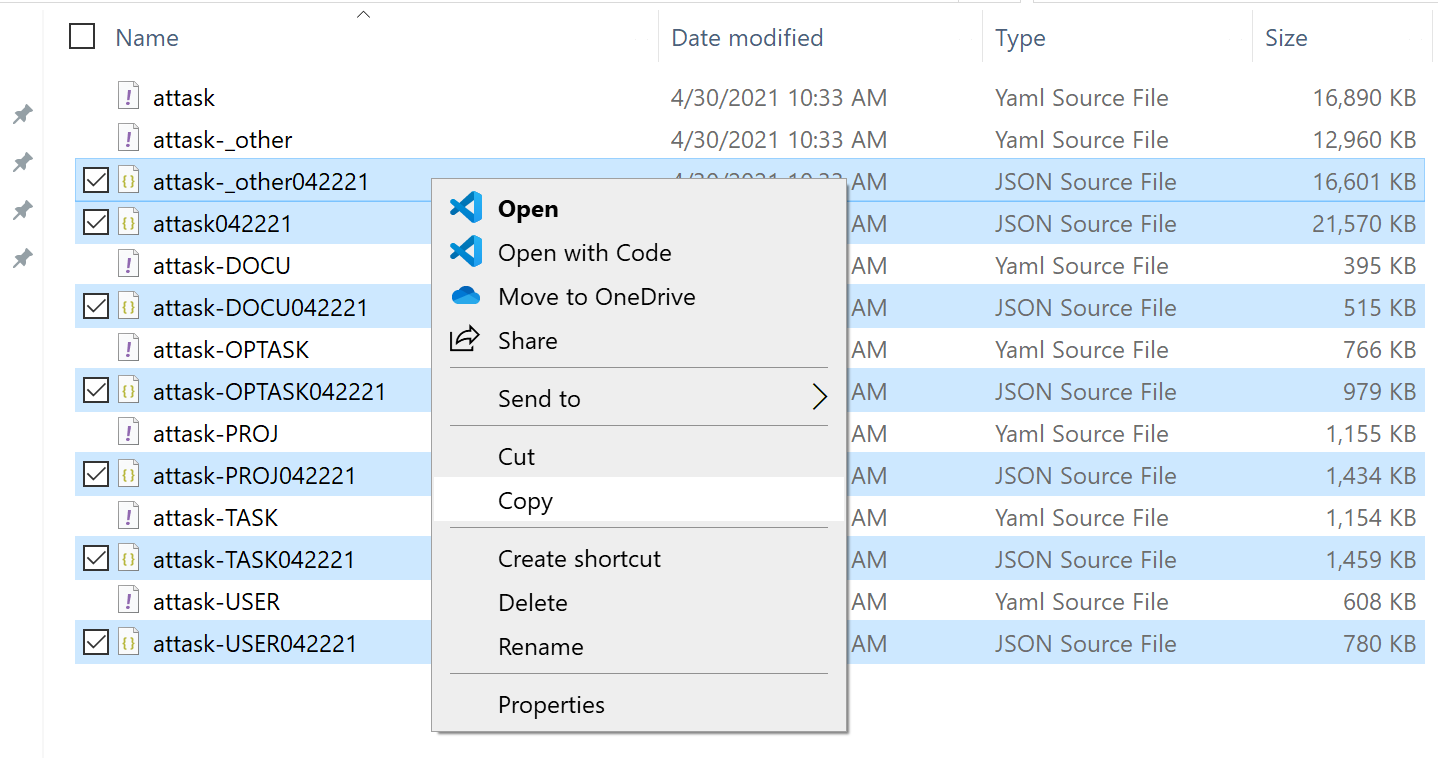 Name Date modified Type Size
attask 4/30/2021 10:33 AM Yaml Source File 16,890 KB
attask-_other 4/30/2021 10:33 AM Yaml Source File 12,960 KB
attask-_other042221 AM JSON Source File 16,601 KB
Open
attask042221 AM JSON Source File 21,570 KB
Open with Code
attask-DOCU AM Yaml Source File 395 KB
Move to OneDrive
attask-DOCU042221 AM JSON Source File 515 KB
Share
attask-OPTASK AM Yaml Source File 766 KB
attask-OPTASK042221 AM JSON Source File 979 KB
Send to
attask-PROJ AM Yaml Source File 1,155 KB
Cut
attask-PROJ042221 AM JSON Source File 1,434 KB
Copy
attask-TASK AM Yaml Source File 1,154 KB
attask-TASK042221 AM JSON Source File 1,459 KB
Create shortcut
attask-USER AM Yaml Source File 608 KB
Delete
attask-USER042221 AM JSON Source File 780 KB
Rename
Properties